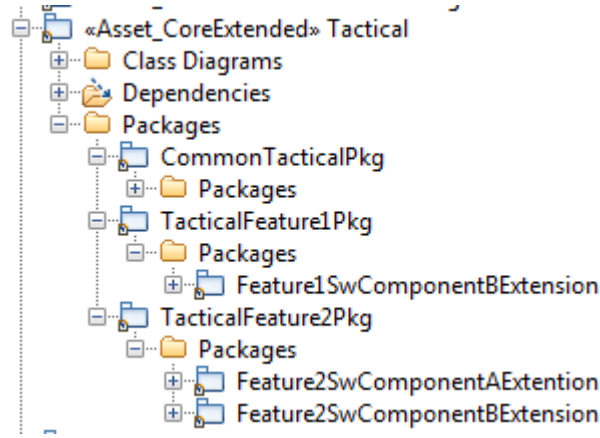 «Asset_CoreExtended» Tactical
Class Diagrams
Dependencies
Packages
CommonTacticalPkg
Packages
TacticalFeature1Pkg
Packages
Feature1SwComponentBExtension
TacticalFeature2Pkg
Packages
Feature2SwComponentAExtention
Feature2SwComponentBExtension